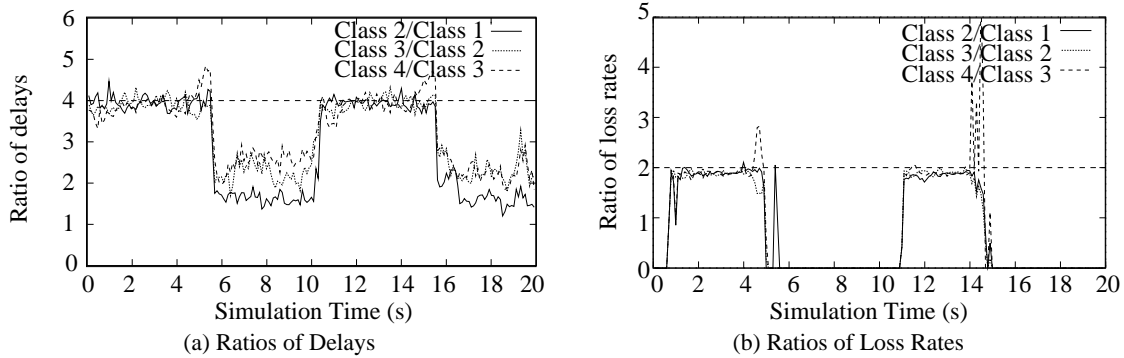 6
5
4
3
2
1
0
Ratio of delays
Class 2/Class 1
Class 3/Class 2
Class 4/Class 3
0 2 4 6 8 10 12 14 16 18 20
Simulation Time (s)
(a) Ratios of Delays
5
4
3
2
1
0
Ratio of loss rates
Class 2/Class 1
Class 3/Class 2
Class 4/Class 3
0 2 4 6 8 10 12 14 16 18 20
Simulation Time (s)
(b) Ratios of Loss Rates